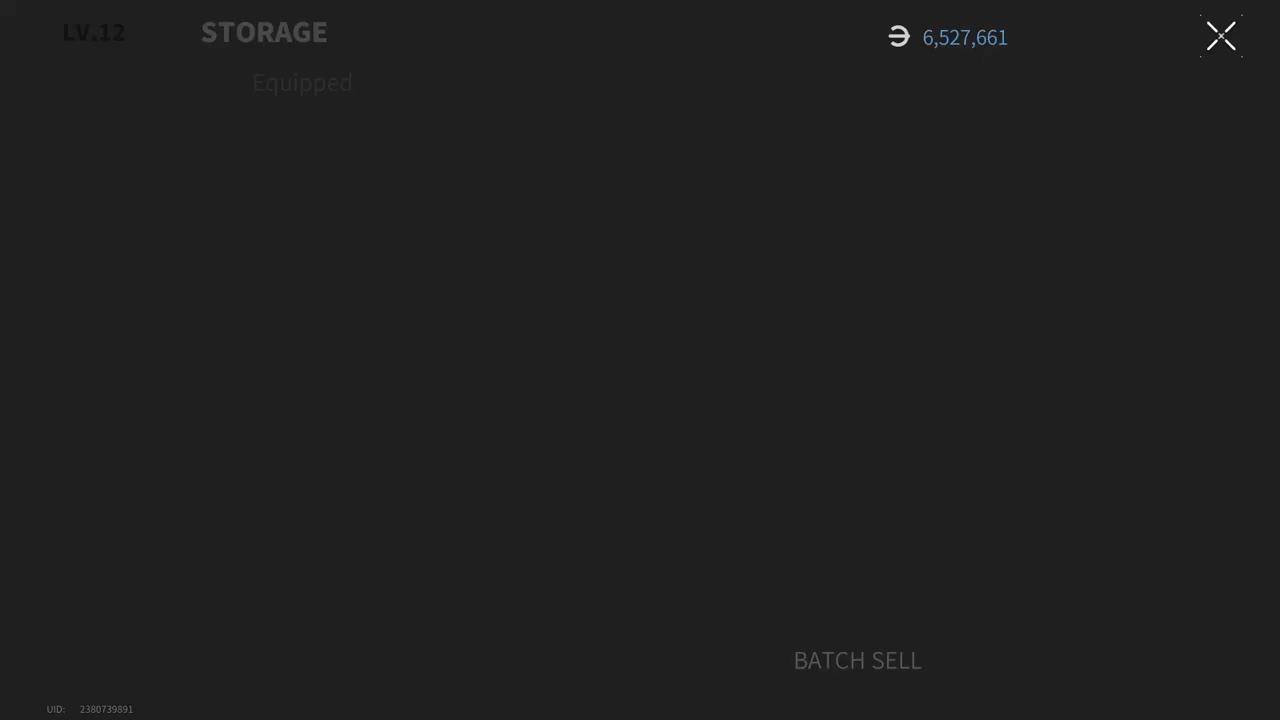 LV.12
STORAGE
6,527,661
Equipped
BATCH SELL
UID: 2380739891